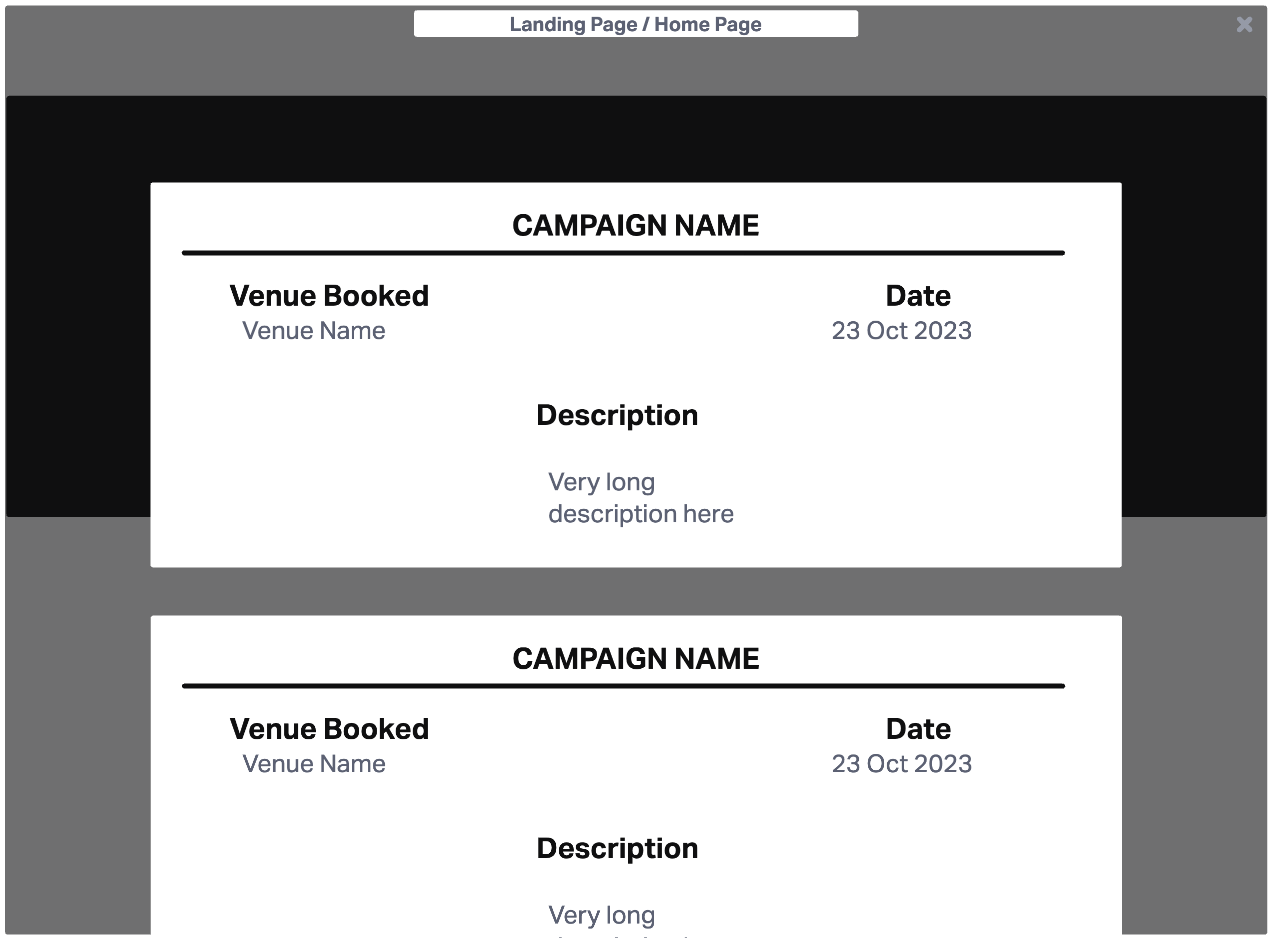 Landing Page / Home Page
CAMPAIGN NAME
Venue Booked Date
Venue Name 23 Oct 2023
Description
Very long
description here
CAMPAIGN NAME
Venue Booked Date
Venue Name 23 Oct 2023
Description
Very long